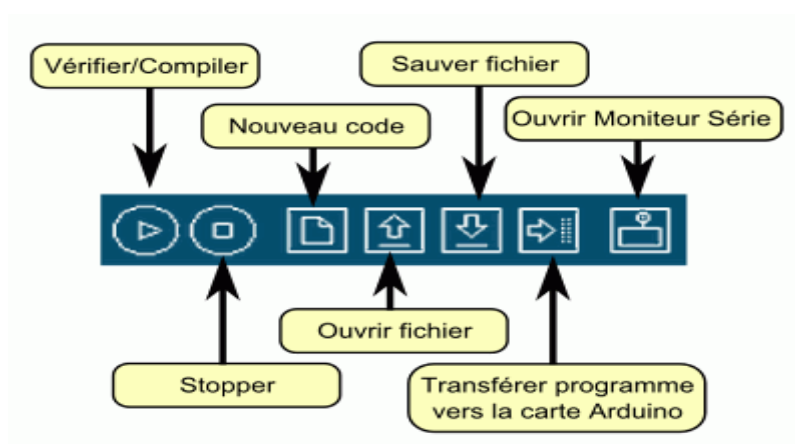 Vérifier/Compiler
Sauver fichier
Nouveau code
Ouvrir Moniteur Série
Ouvrir fichier
Stopper
Transférer programme
vers la carte Arduino